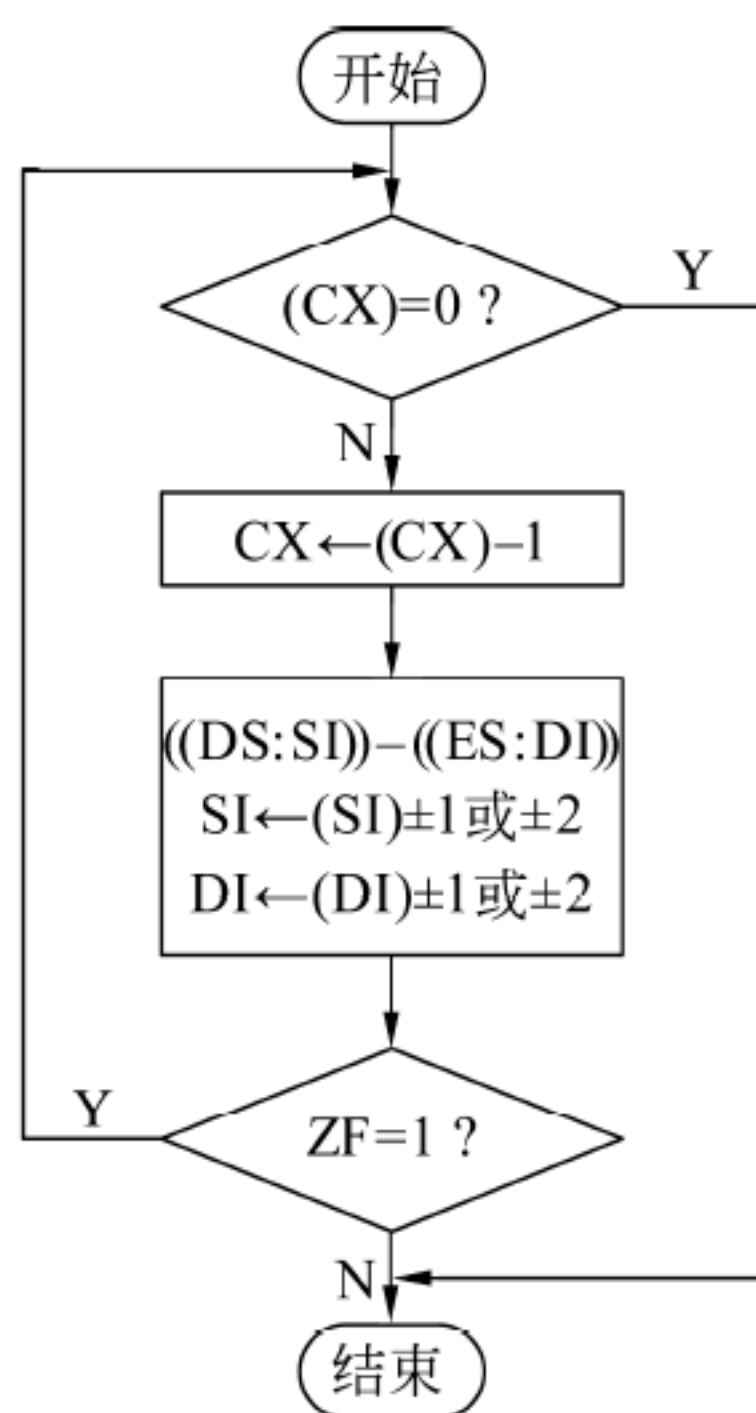 开始
(CX)=0 ?
Y
N
CX←(CX)–1
((DS:SI))–((ES:DI))
SI←(SI)±1或±2
DI←(DI)±1或±2
Y
ZF=1 ?
N
结束